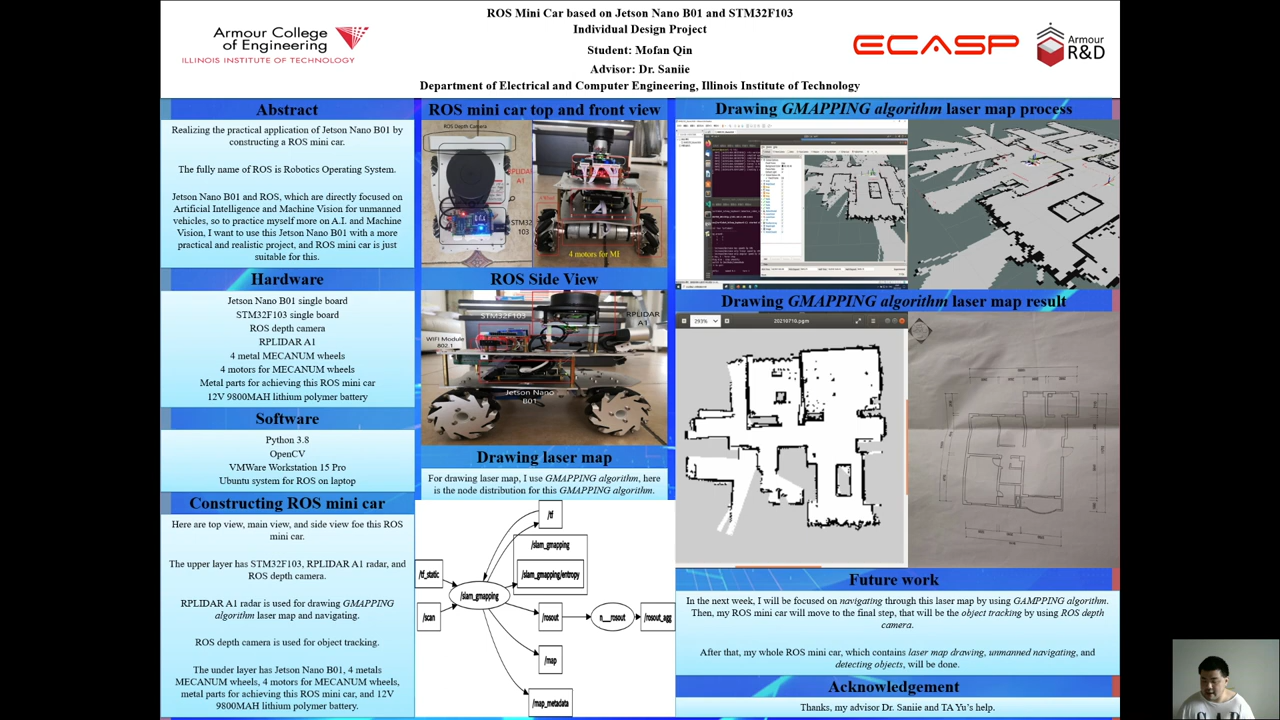 ROS Mini Car based on Jetson Nano B01 and STM32F103
Individual Design Project
Student: Mofan Qin
Advisor: Dr. Saniie
Department of Electrical and Computer Engineering, Illinois Institute of Technology
Armour College
of Engineering
ILLINOIS INSTITUTE OF TECHNOLOGY
ECASP
Armour
R&D
Abstract
Realizing the practical application of Jetson Nano B01 by
constructing a ROS mini car.
The fully name of ROS is Robotic Operating System.
Jetson Nano B01 and ROS, which is directly focused on
Artificial Intelligence and Machine Vision for unmanned
vehicles, so to practice myself more on A.I. and Machine
Vision, I want to use this Jetson Nano B01 with a more
practical and realistic project, and ROS mini car is just
suitable for this.
Hardware
Jetson Nano B01 single board
STM32F103 single board
ROS depth camera
RPLIDAR A1
4 metal MECANUM wheels
4 motors for MECANUM wheels
Metal parts for achieving this ROS mini car
12V 9800MAH lithium polymer battery
Software
Python 3.8
OpenCV
VMWare Workstation 15 Pro
Ubuntu system for ROS on laptop
Constructing ROS mini car
Here are top view, main view, and side view foe this ROS
mini car.
The upper layer has STM32F103, RPLIDAR A1 radar, and
ROS depth camera.
RPLIDAR A1 radar is used for drawing GMAPPING
algorithm laser map and navigating.
ROS depth camera is used for object tracking.
The under layer has Jetson Nano B01, 4 metals
MECANUM wheels, 4 motors for MECANUM wheels,
metal parts for achieving this ROS mini car, and 12V
9800MAH lithium polymer battery.
ROS mini car top and front view
ROS Depth Camera
RPLIDAR
A1
STM32
103
4 motors for MI
ROS Side View
STM32F103
RPLIDAR
A1
WIFI Module
802.1
Jetson Nano
B01
Drawing laser map
For drawing laser map, I use GMAPPING algorithm, here
is the node distribution for this GMAPPING algorithm.
/tf
/slam_gmapping
/tf_static
/slam_gmapping/entropy
/slam_gmapping
/scan
/rosout
n___rosout
/rosout_agg
/map
/map_metadata
Drawing GMAPPING algorithm laser map process
Drawing GMAPPING algorithm laser map result
293%
20210710.pgm
Future work
In the next week, I will be focused on navigating through this laser map by using GAMPPING algorithm.
Then, my ROS mini car will move to the final step, that will be the object tracking by using ROS depth
camera.
After that, my whole ROS mini car, which contains laser map drawing, unmanned navigating, and
detecting objects, will be done.
Acknowledgement
Thanks, my advisor Dr. Saniie and TA Yu's help.